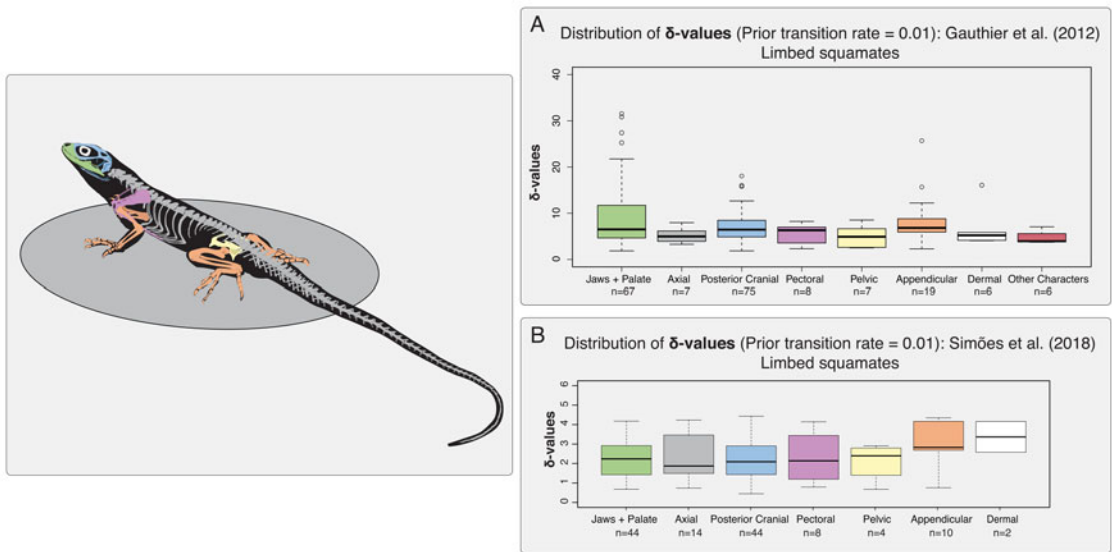 A
Distribution of δ-values (Prior transition rate = 0.01): Gauthier et al. (2012)
Limbed squamates
δ-values
40
30
20
10
0
Jaws + Palate Axial Posterior Cranial Pectoral Pelvic Appendicular Dermal Other Characters
n=67 n=7 n=75 n=8 n=7 n=19 n=6 n=6
B
Distribution of δ-values (Prior transition rate = 0.01): Simões et al. (2018)
Limbed squamates
δ-values
6
5
4
3
2
1
0
Jaws + Palate Axial Posterior Cranial Pectoral Pelvic Appendicular Dermal
n=44 n=14 n=44 n=8 n=4 n=10 n=2